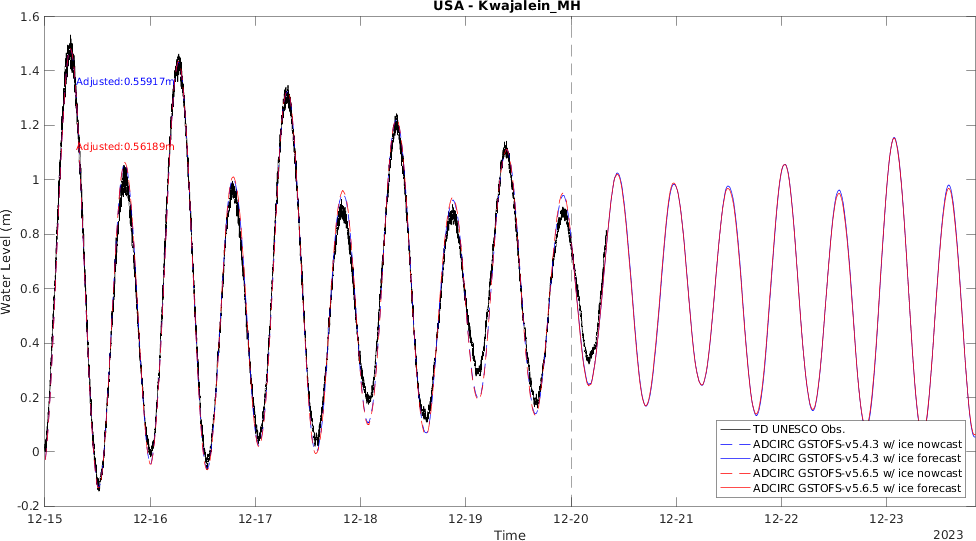 USA - Kwajalein_MH
1.6
1.4
1.2
1
0.8
0.6
0.4
0.2
0
-0.2
Water Level (m)
Adjusted:0.55917m
Adjusted:0.56189m
TD UNESCO Obs.
ADCIRC GSTOFS-v5.4.3 w/ ice nowcast
ADCIRC GSTOFS-v5.4.3 w/ ice forecast
ADCIRC GSTOFS-v5.6.5 w/ ice nowcast
ADCIRC GSTOFS-v5.6.5 w/ ice forecast
12-15 12-16 12-17 12-18 12-19 12-20 12-21 12-22 12-23
Time
2023